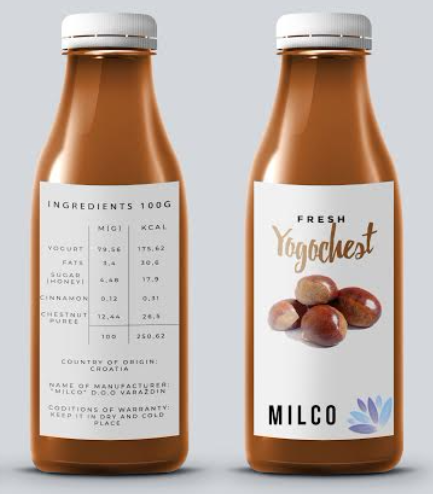 INGREDIENTS 100G
M(G) KCAL
YOGURT 79,56 175,62
FATS 3,4 30,6
SUGAR (HONEY) 4,48 17,9
CINNAMON 0,12 0,31
CHESTNUT PUREE 12,44 26,5
100 250,62
COUNTRY OF ORIGIN:
CROATIA
NAME OF MANUFACTURER:
"MILCO" D.O.O VARAZDIN
CODITIONS OF WARRANTY:
KEEP IT IN DRY AND COLD
PLACE
FRESH
Yogochest
MILCO